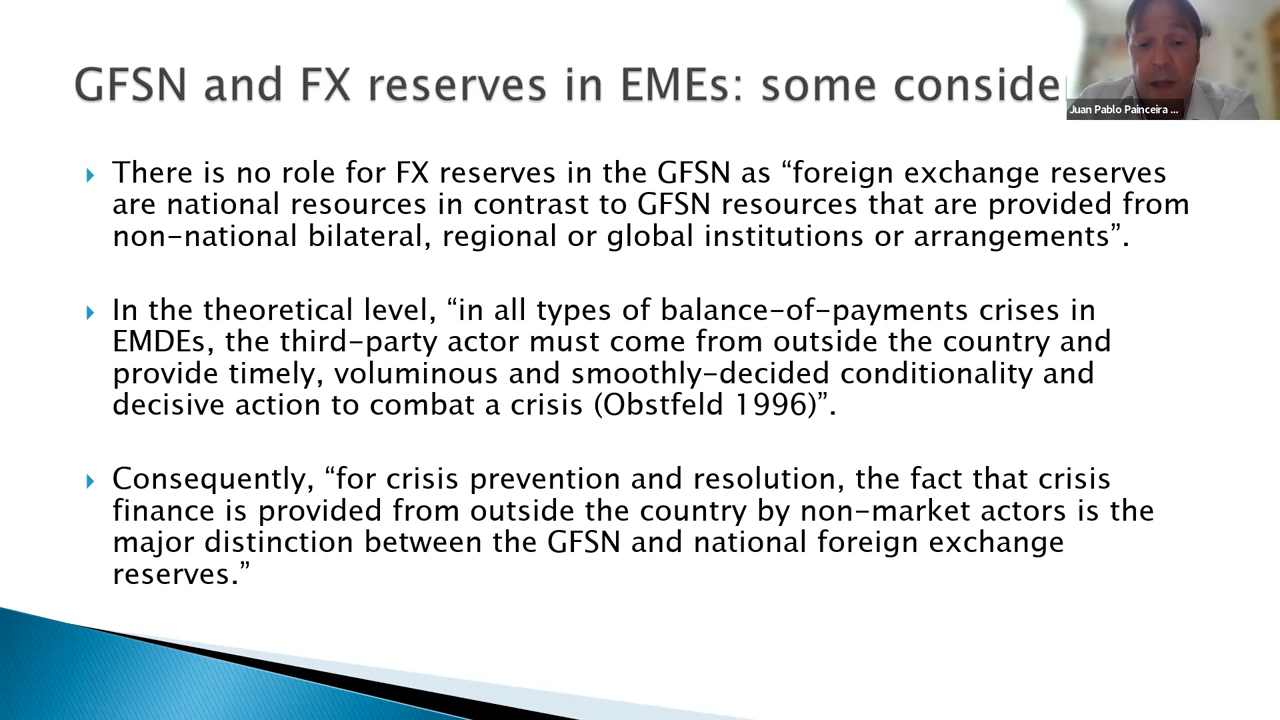 GFSN and FX reserves in EMEs: some conside
Juan Pablo Painceira ...
There is no role for FX reserves in the GFSN as “foreign exchange reserves
are national resources in contrast to GFSN resources that are provided from
non-national bilateral, regional or global institutions or arrangements”.
In the theoretical level, “in all types of balance-of-payments crises in
EMDEs, the third-party actor must come from outside the country and
provide timely, voluminous and smoothly-decided conditionality and
decisive action to combat a crisis (Obstfeld 1996)”.
Consequently, “for crisis prevention and resolution, the fact that crisis
finance is provided from outside the country by non-market actors is the
major distinction between the GFSN and national foreign exchange
reserves.”